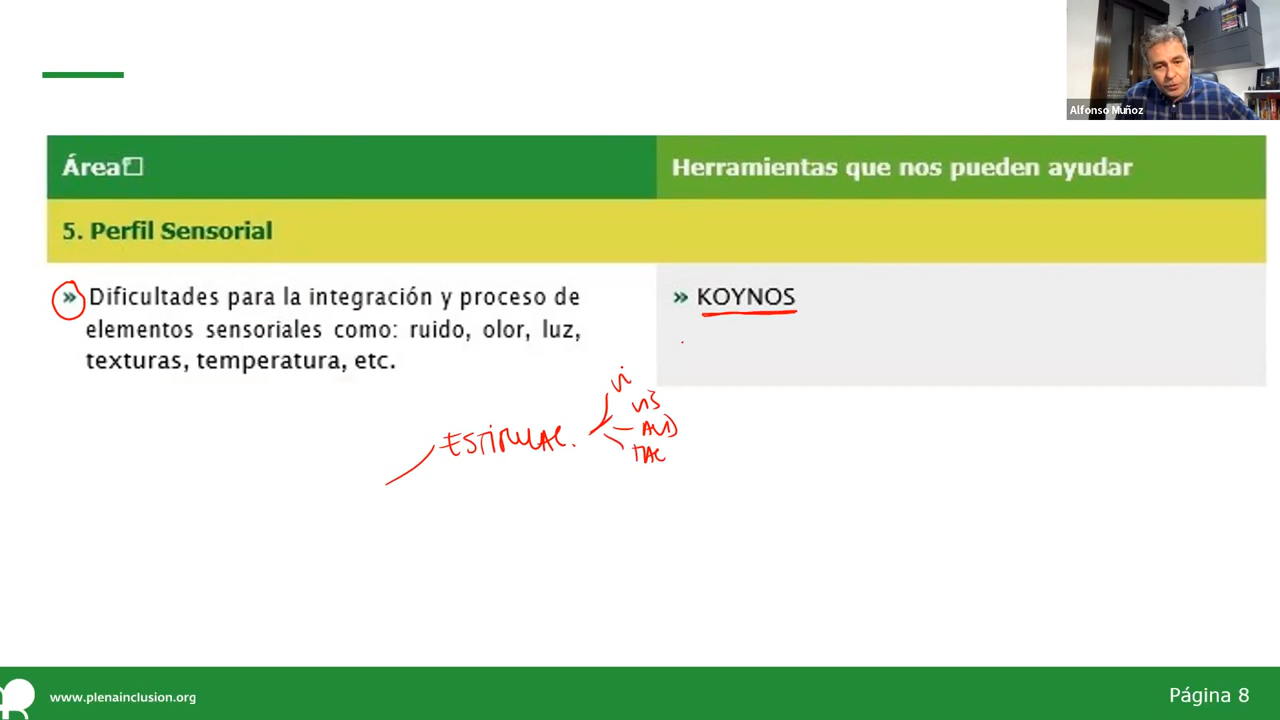 Alfonso Muñoz
Área
Herramientas que nos pueden ayudar
5. Perfil Sensorial
» Dificultades para la integración y proceso de
elementos sensoriales como: ruido, olor, luz,
texturas, temperatura, etc.
» KOYNOS
Vi
VIS
AUD
TAC
www.plenainclusion.org
Página 8